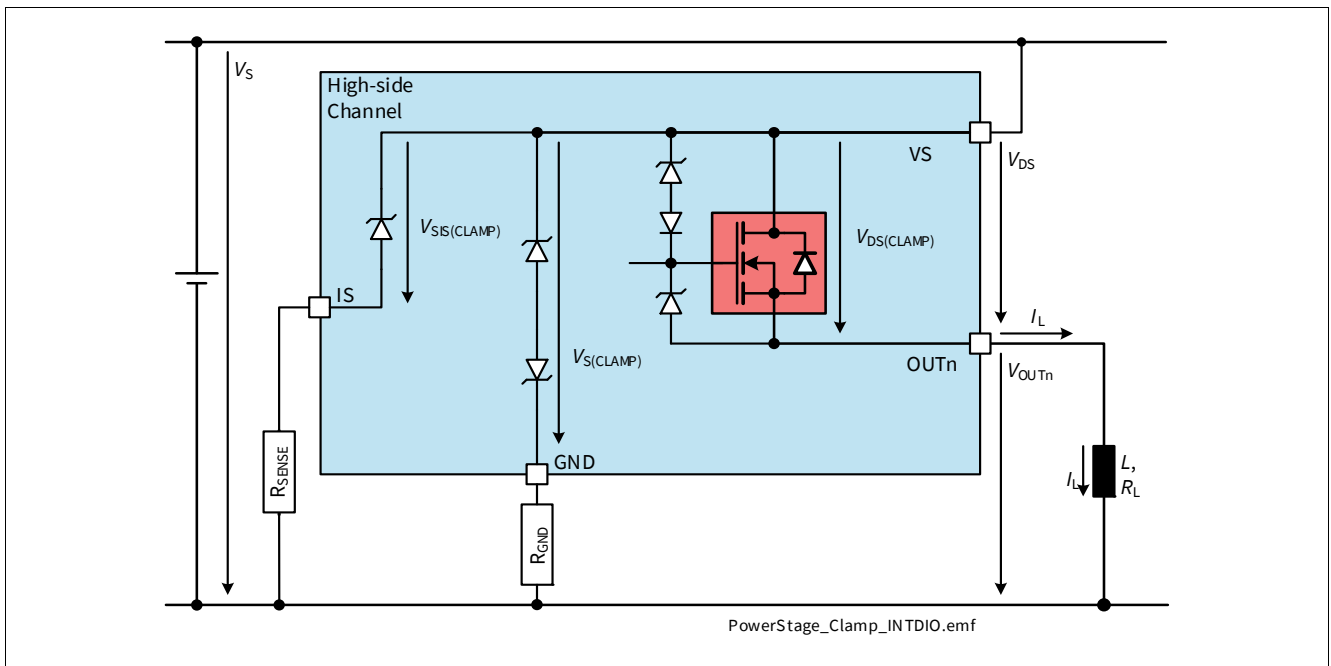 VS
High-side
Channel
VS
VDS
VSIS(CLAMP)
VDS(CLAMP)
IS
IL
VS(CLAMP)
OUTn
VOUTn
GND
RSENSE
IL
L,
RL
RGND
PowerStage_Clamp_INTDIO.emf